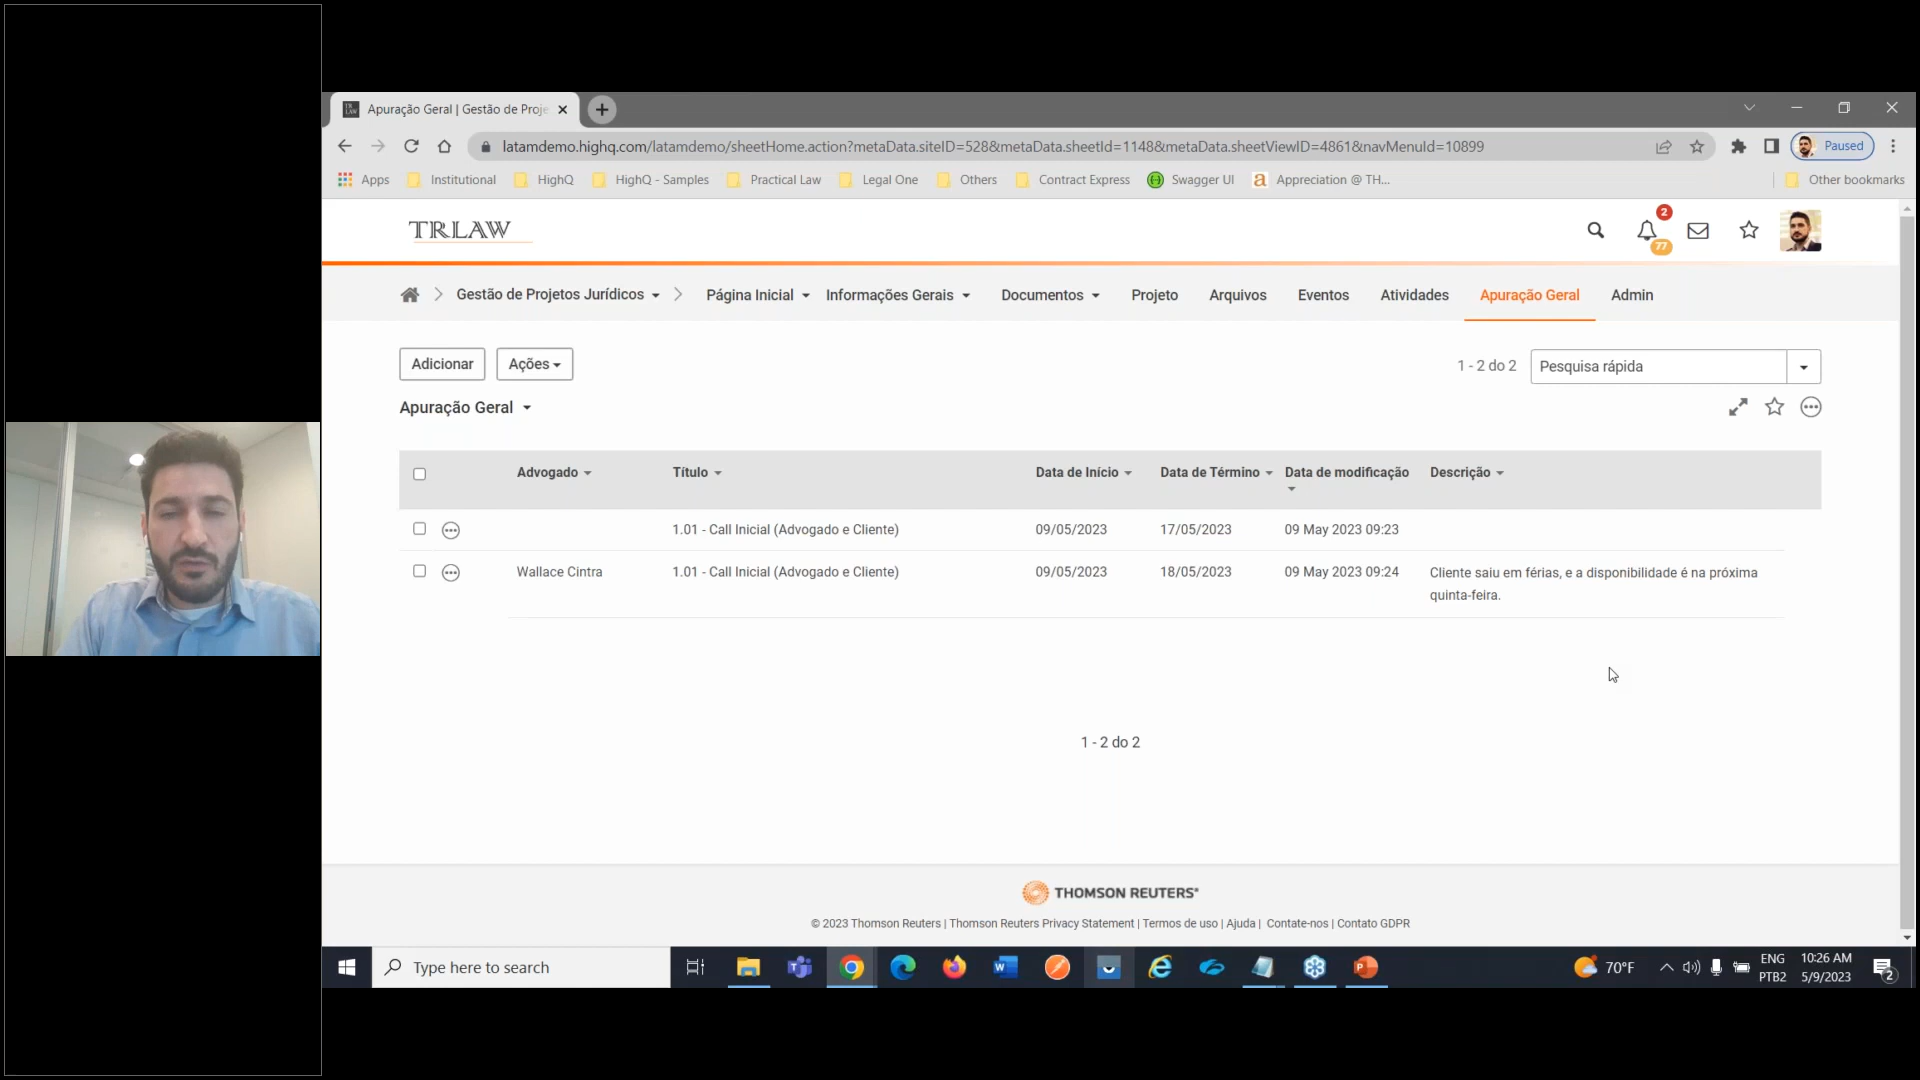 Apuração Geral | Gestão de Proje
latamdemo.highq.com/latamdemo/sheetHome.action?metaData.siteID=528&metaData.sheetId=1148&metaData.sheetViewID=4861&navMenuId=10899
Paused
Apps Institutional HighQ HighQ - Samples Practical Law Legal One Others Contract Express Swagger UI Appreciation @ TH... Other bookmarks
TRLAW
2
77
Gestão de Projetos Jurídicos Página Inicial Informações Gerais Documentos Projeto Arquivos Eventos Atividades Apuração Geral Admin
Adicionar Ações 1 - 2 do 2 Pesquisa rápida
Apuração Geral
Advogado Título Data de Início Data de Término Data de modificação Descrição
1.01 - Call Inicial (Advogado e Cliente) 09/05/2023 17/05/2023 09 May 2023 09:23
Wallace Cintra 1.01 - Call Inicial (Advogado e Cliente) 09/05/2023 18/05/2023 09 May 2023 09:24 Cliente saiu em férias, e a disponibilidade é na próxima
quinta-feira.
1 - 2 do 2
THOMSON REUTERS®
© 2023 Thomson Reuters | Thomson Reuters Privacy Statement | Termos de uso | Ajuda | Contate-nos | Contato GDPR
Type here to search 70°F ENG 10:26 AM
PTB2 5/9/2023 2